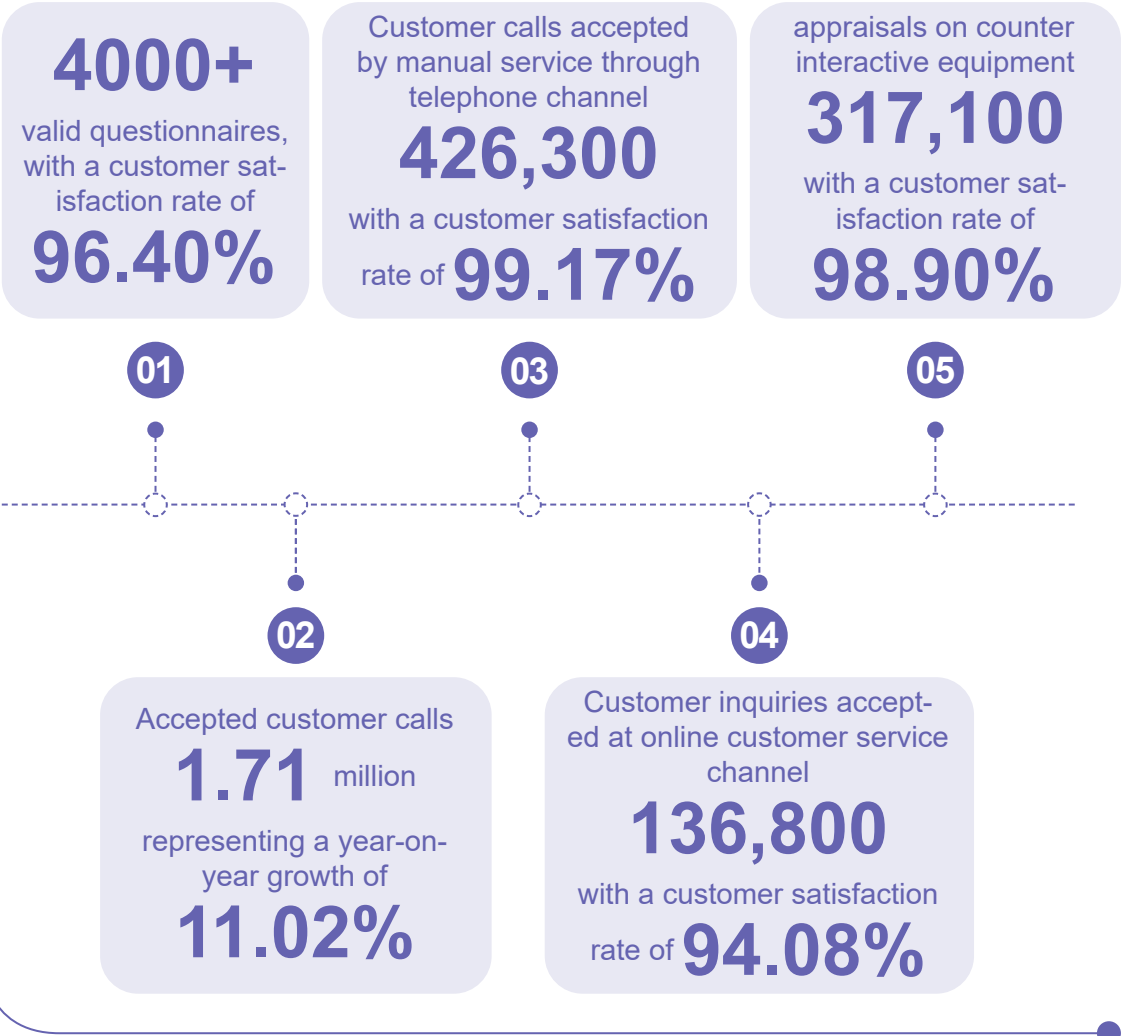 4000+
valid questionnaires,
with a customer sat-
isfaction rate of
96.40%
01
Accepted customer calls
1.71 million
representing a year-on-
year growth of
11.02%
02
Customer calls accepted
by manual service through
telephone channel
426,300
with a customer satisfaction
rate of 99.17%
03
Customer inquiries accept-
ed at online customer service
channel
136,800
with a customer satisfaction
rate of 94.08%
04
appraisals on counter
interactive equipment
317,100
with a customer sat-
isfaction rate of
98.90%
05